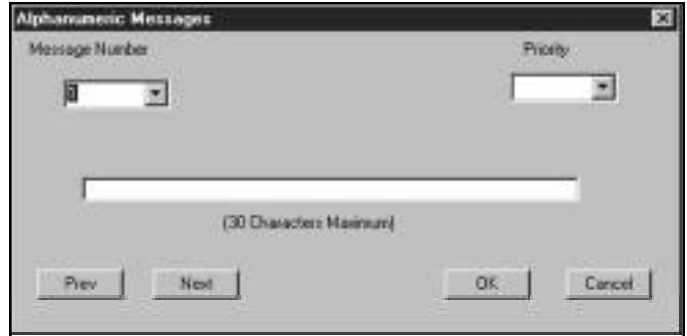 Alphanumeric Messages
Message Number
Priority
(30 Characters Maximum)
Prev
Next
OK
Cancel